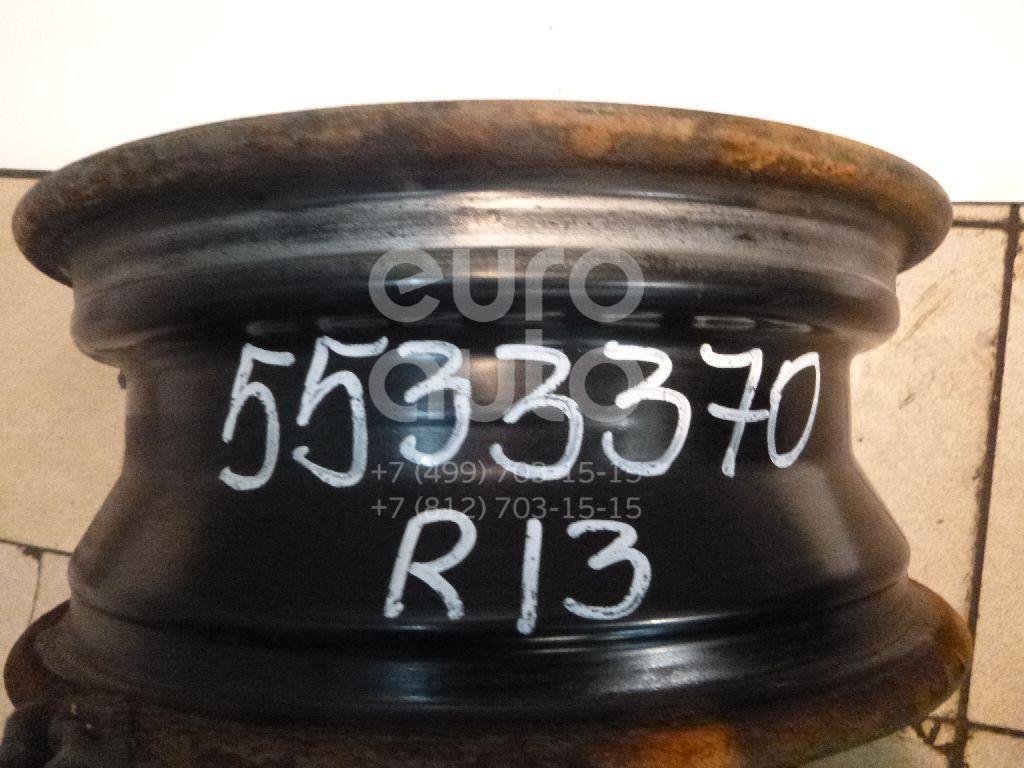 euro
auto
5533370
+7 (499) 703-15-15
+7 (812) 703-15-15
R13